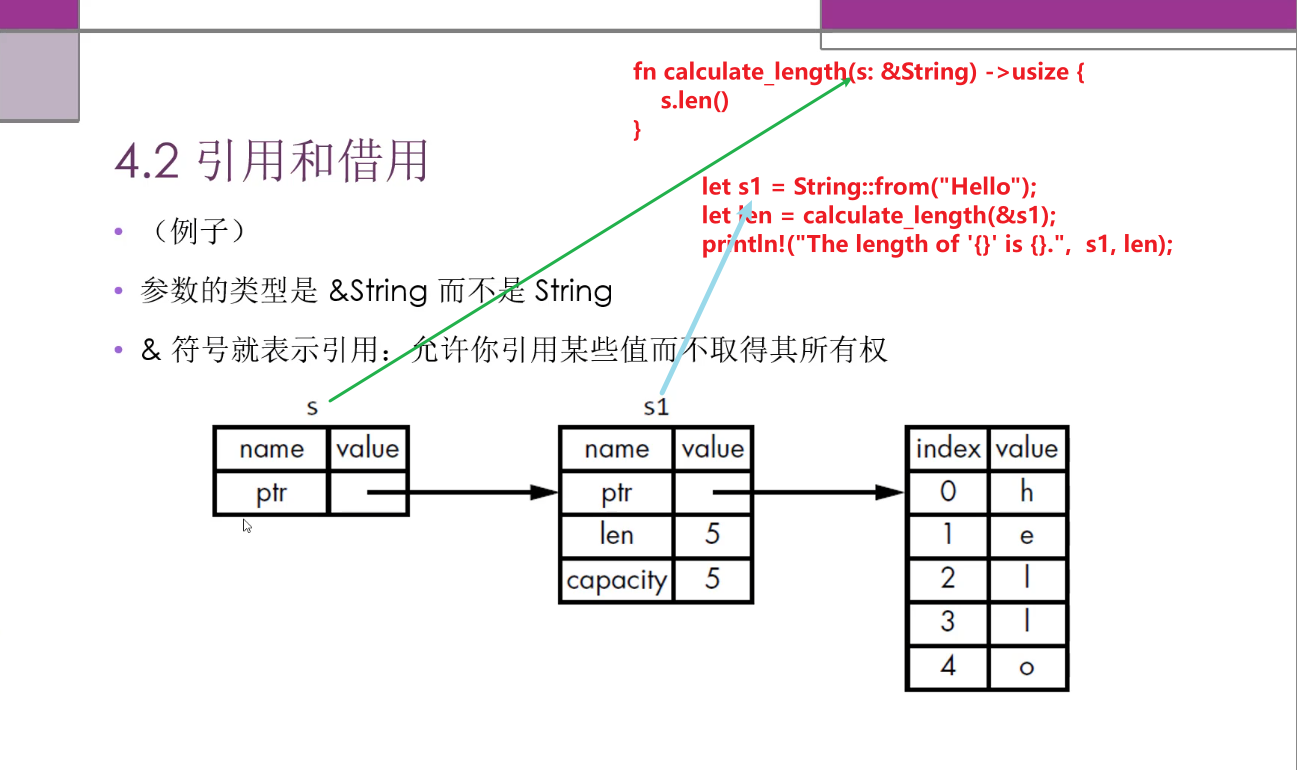 fn calculate_length(s: &String) ->usize {
s.len()
}
4.2 引用和借用
let s1 = String::from("Hello");
let len = calculate_length(&s1);
println!("The length of '{}' is {}.", s1, len);
• （例子）
• 参数的类型是 &String 而不是 String
• & 符号就表示引用：允许你引用某些值而不取得其所有权
s
name value
ptr
s1
name value
ptr
len 5
capacity 5
index value
0 h
1 e
2 l
3 l
4 o